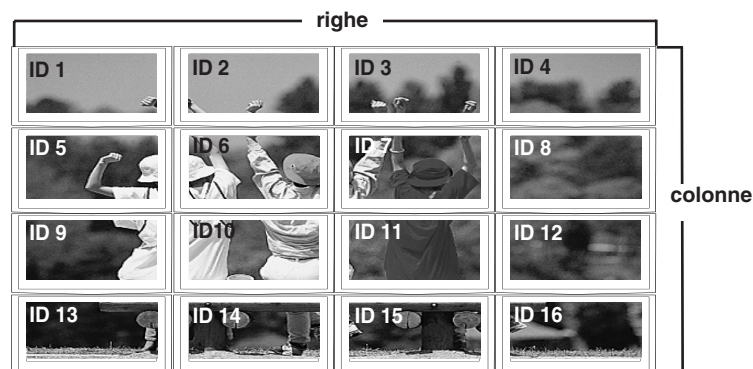 righe
ID 1 ID 2 ID 3 ID 4
ID 5 ID 6 ID 7 ID 8
colonne
ID 9 ID10 ID 11 ID 12
ID 13 ID 14 ID 15 ID 16